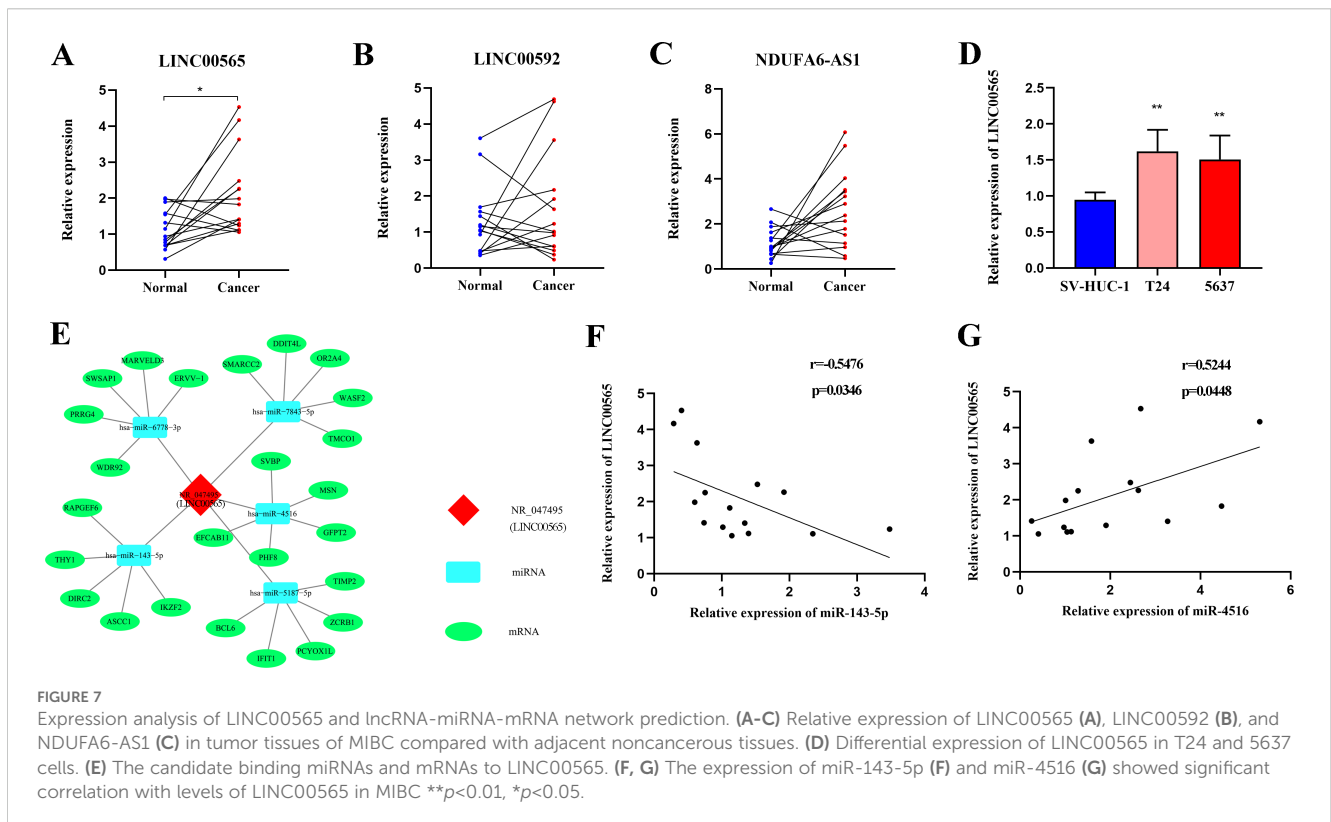 A
LINC00565
*
Relative expression
5
4
3
2
1
0
Normal
Cancer
B
LINC00592
Relative expression
5
4
3
2
1
0
Normal
Cancer
C
NDUFA6-AS1
Relative expression
8
6
4
2
0
Normal
Cancer
D
Relative expression of LINC00565
2.5
2.0
1.5
1.0
0.5
0.0
**
**
SV-HUC-1
T24
5637
E
MARVELD3
SWSAP1
ERVV−1
PRRG4
hsa−miR−6778−3p
WDR92
DDIT4L
SMARCC2
OR2A4
WASF2
hsa−miR−7843−5p
TMCO1
SVBP
MSN
NR_047495
(LINC00565)
hsa−miR−4516
GFPT2
EFCAB11
PHF8
RAPGEF6
hsa−miR−143−5p
THY1
DIRC2
IKZF2
ASCC1
TIMP2
hsa−miR−5187−5p
ZCRB1
BCL6
PCYOX1L
IFIT1
NR_047495
(LINC00565)
miRNA
mRNA
F
r=-0.5476
p=0.0346
Relative expression of LINC00565
5
4
3
2
1
0
0
1
2
3
4
Relative expression of miR-143-5p
G
r=0.5244
p=0.0448
Relative expression of LINC00565
5
4
3
2
1
0
0
2
4
6
Relative expression of miR-4516
FIGURE 7
Expression analysis of LINC00565 and lncRNA-miRNA-mRNA network prediction. (A-C) Relative expression of LINC00565 (A), LINC00592 (B), and
NDUFA6-AS1 (C) in tumor tissues of MIBC compared with adjacent noncancerous tissues. (D) Differential expression of LINC00565 in T24 and 5637
cells. (E) The candidate binding miRNAs and mRNAs to LINC00565. (F, G) The expression of miR-143-5p (F) and miR-4516 (G) showed significant
correlation with levels of LINC00565 in MIBC **p<0.01, *p<0.05.